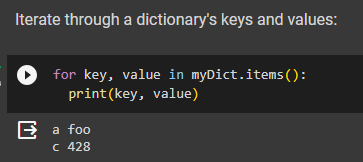 Iterate through a dictionary's keys and values:
for key, value in myDict.items():
  print(key, value)
a foo
c 428